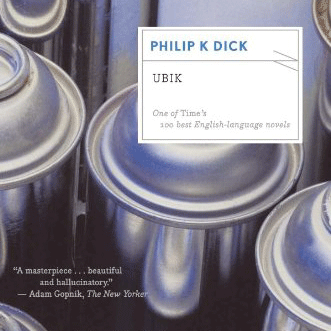 PHILIP K DICK
UBIK
One of Time's
100 best English-language novels
"A masterpiece . . . beautiful
and hallucinatory."
— Adam Gopnik, The New Yorker